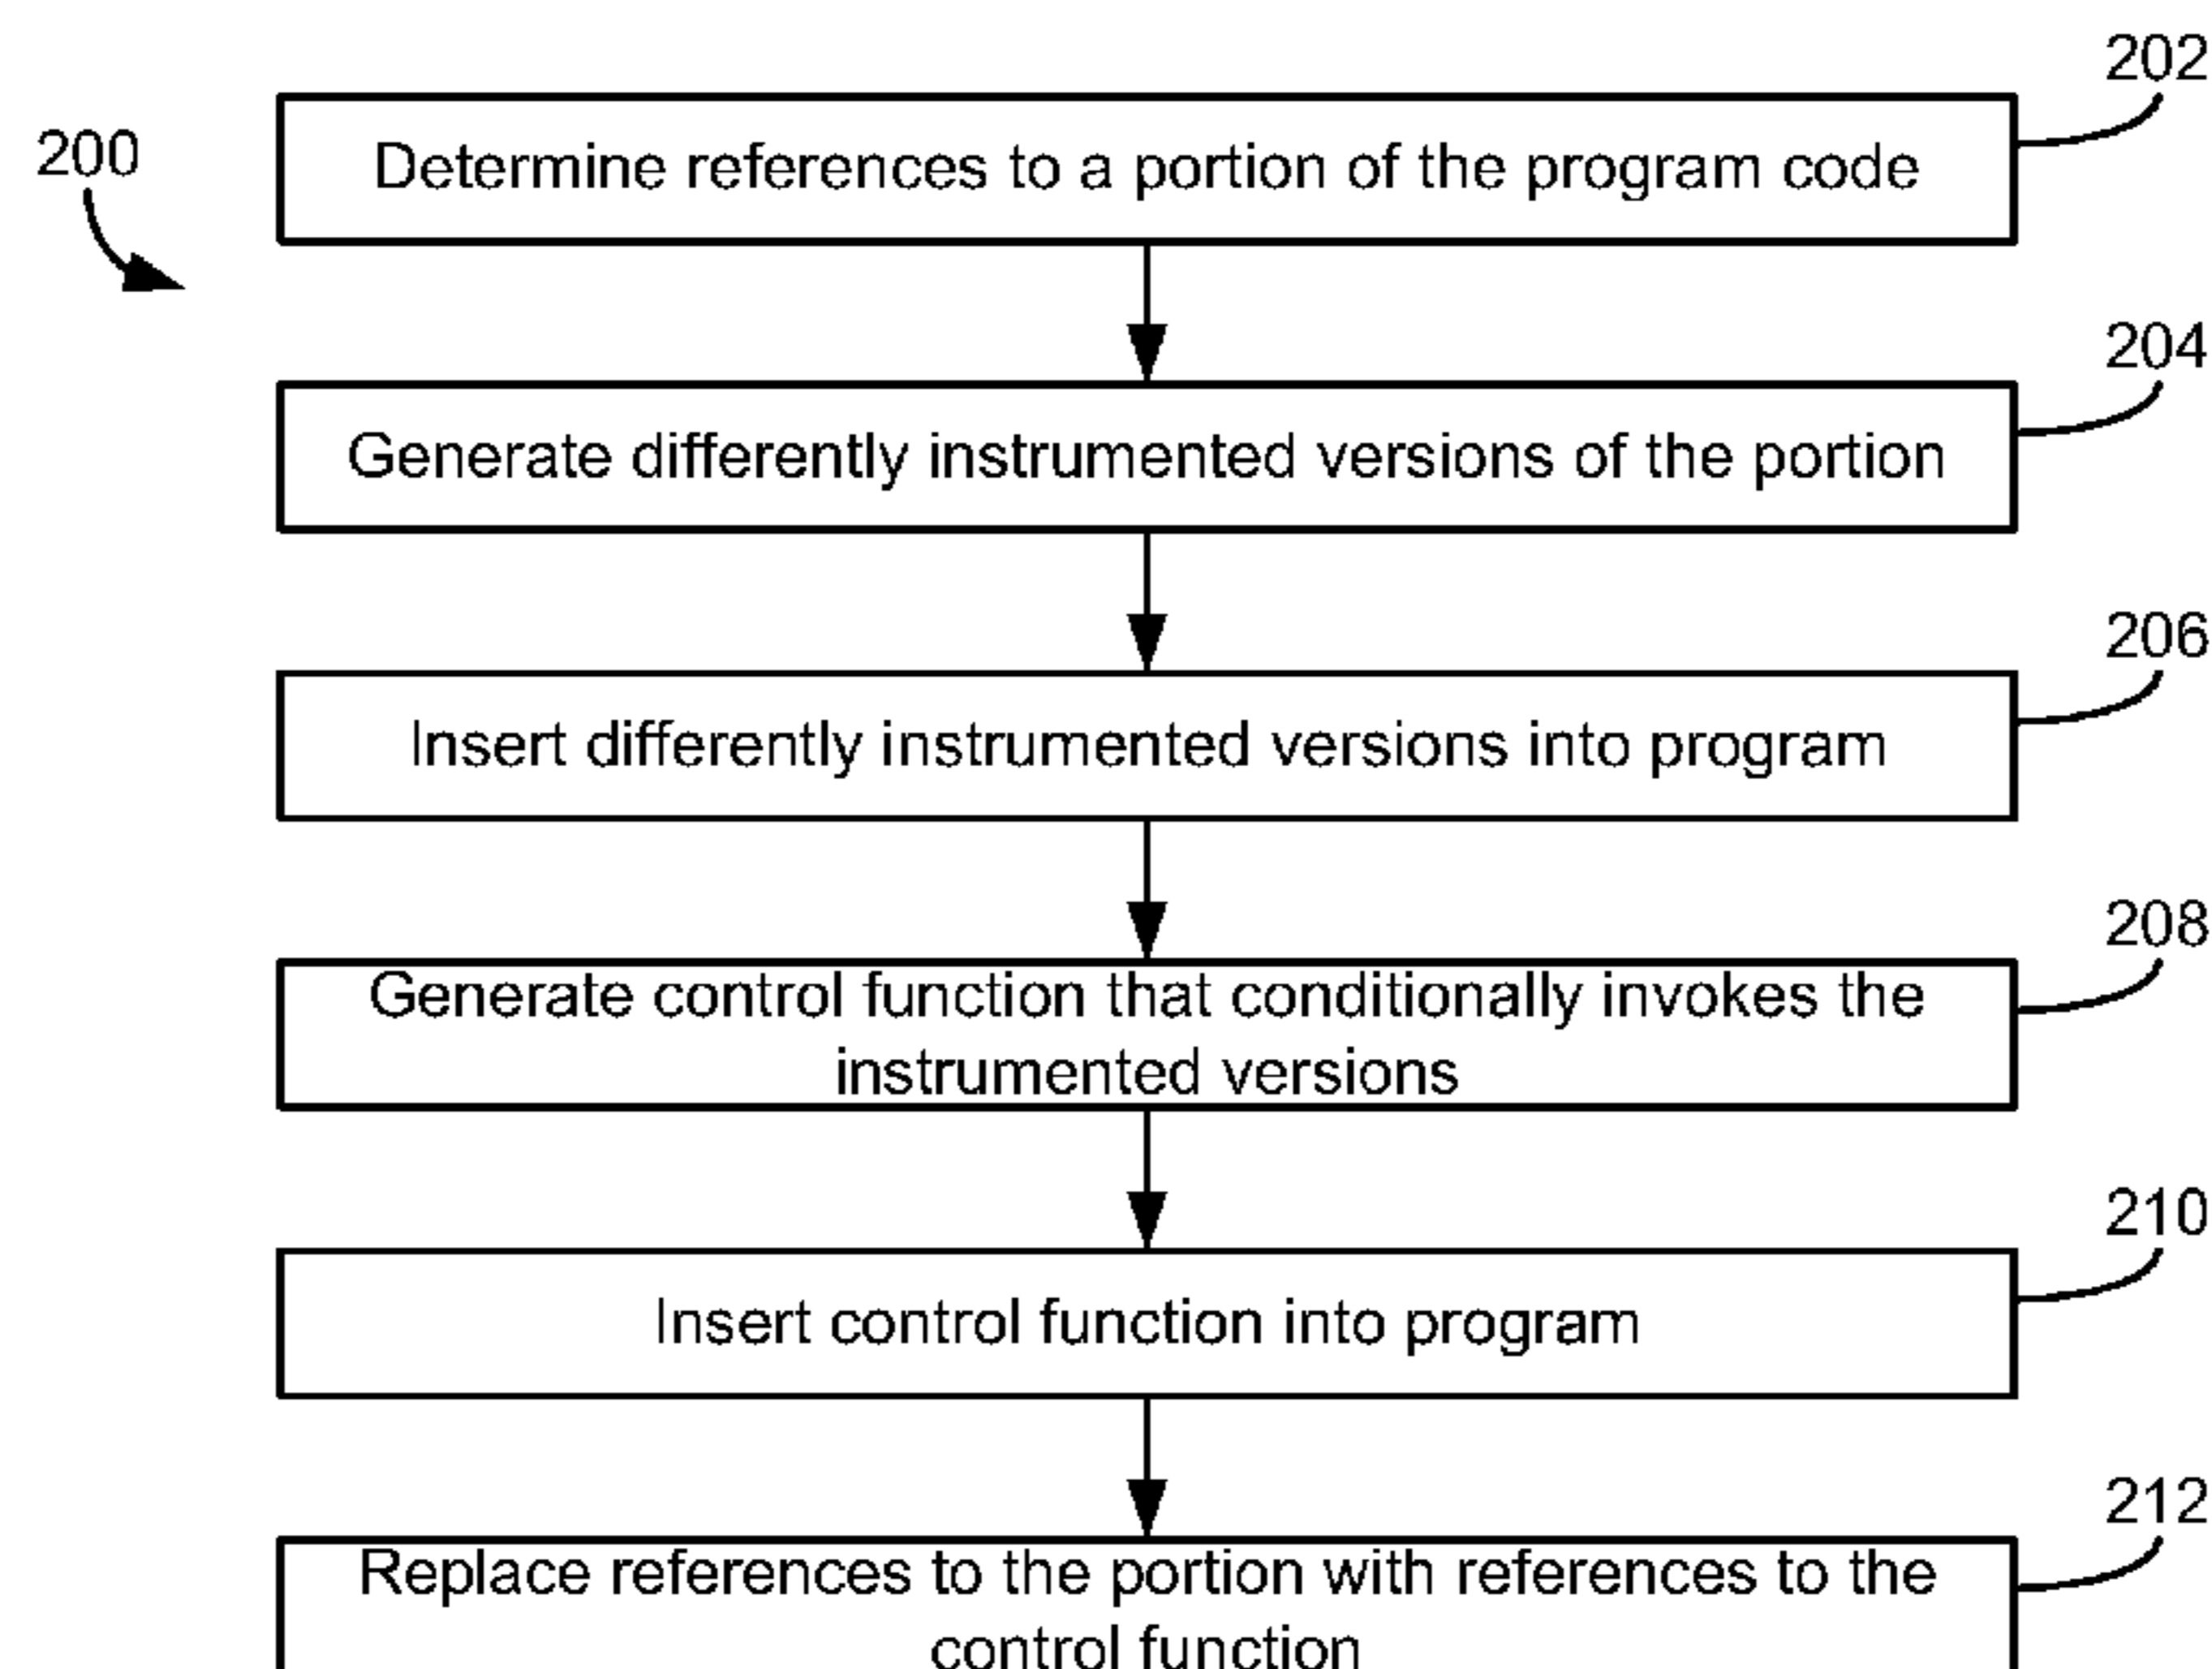 202
200
Determine references to a portion of the program code
204
Generate differently instrumented versions of the portion
206
Insert differently instrumented versions into program
208
Generate control function that conditionally invokes the
instrumented versions
210
Insert control function into program
212
Replace references to the portion with references to the
control function